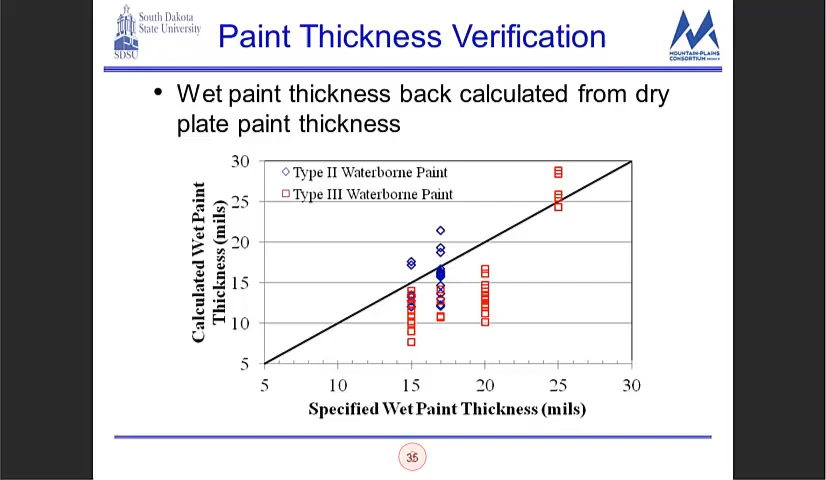 South Dakota
State University
SDSU
Paint Thickness Verification
MOUNTAIN-PLAINS
CONSORTIUM
• Wet paint thickness back calculated from dry
plate paint thickness
Calculated Wet Paint
Thickness (mils)
30
25
20
15
10
5
Type II Waterborne Paint
Type III Waterborne Paint
5 10 15 20 25 30
Specified Wet Paint Thickness (mils)
35